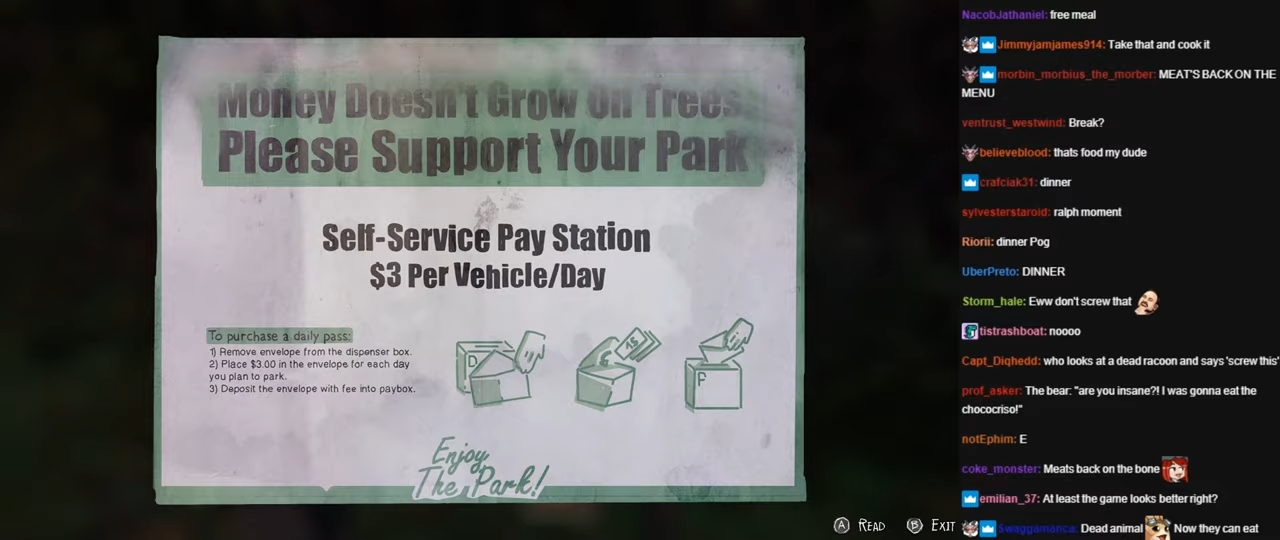 Money Doesn't Grow On Trees
Please Support Your Park
Self-Service Pay Station
$3 Per Vehicle/Day
To purchase a daily pass:
1) Remove envelope from the dispenser box.
2) Place $3.00 in the envelope for each day
you plan to park.
3) Deposit the envelope with fee into paybox.
D
1$
P
Enjoy
The Park!
A READ B EXIT
NacobJathaniel: free meal
Jimmyjamjames914: Take that and cook it
morbin_morbius_the_morber: MEAT'S BACK ON THE
MENU
ventrust_westwind: Break?
believeblood: thats food my dude
crafciak31: dinner
sylvesterstaroid: ralph moment
Riorii: dinner Pog
UberPreto: DINNER
Storm_hale: Eww don't screw that
tistrashboat: noooo
Capt_Diqhedd: who looks at a dead racoon and says 'screw this'
prof_asker: The bear: "are you insane?! I was gonna eat the
chococriso!"
notEphim: E
coke_monster: Meats back on the bone
emilian_37: At least the game looks better right?
Swaggamanca: Dead animal Now they can eat